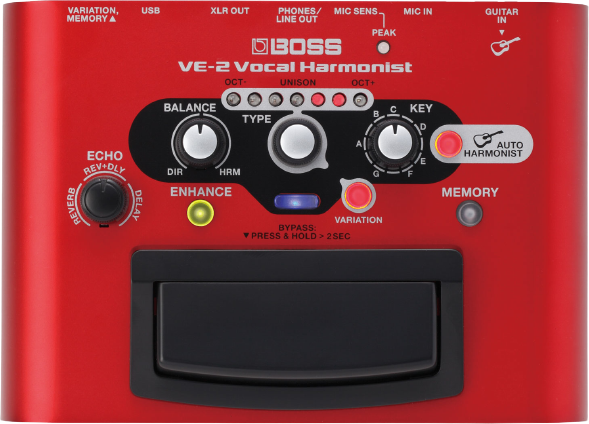 VARIATION,
MEMORY▲
USB
XLR OUT
PHONES/
LINE OUT
MIC SENS
MIC IN
GUITAR
IN
▼
PEAK
BOSS
VE-2 Vocal Harmonist
OCT-
UNISON
OCT+
BALANCE
TYPE
KEY
A
B
C
D
E
F
G
AUTO
HARMONIST
DIR
HRM
ECHO
REV+DLY
REVERB
DELAY
ENHANCE
VARIATION
MEMORY
BYPASS:
▼PRESS & HOLD > 2SEC